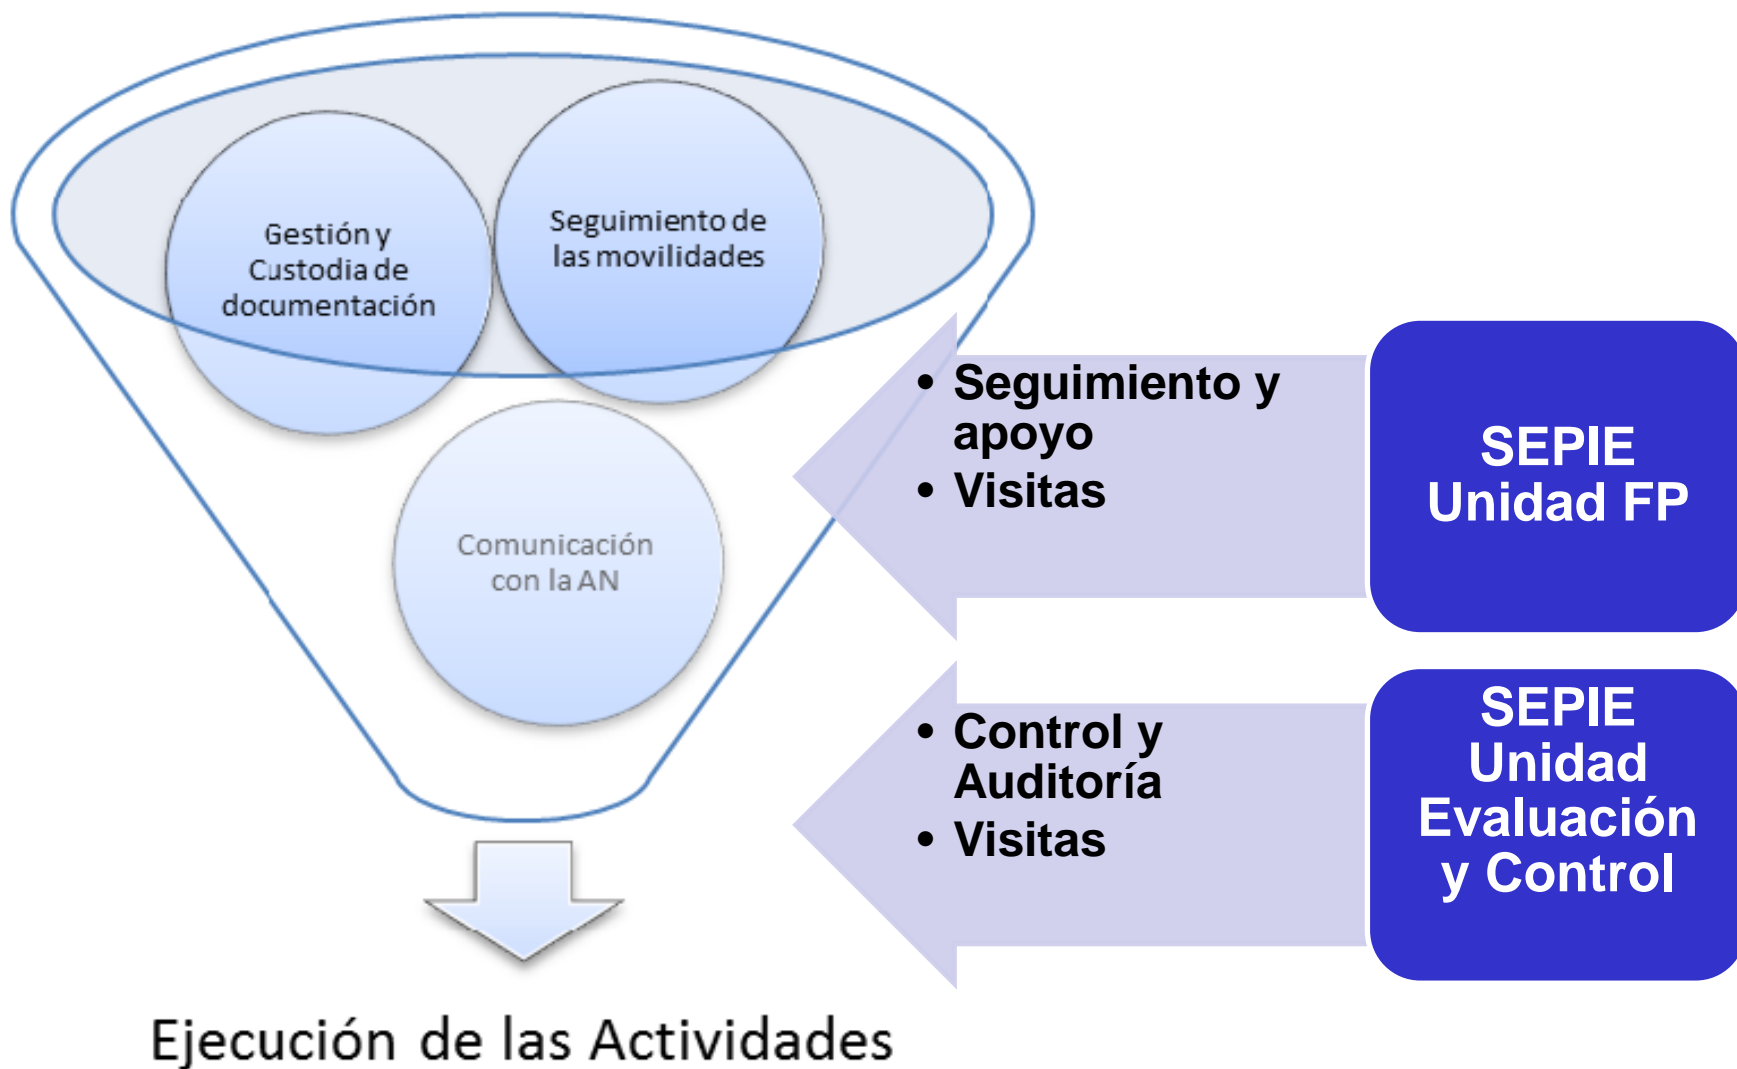 Gestión y
Custodia de
documentación
Seguimiento de
las movilidades
Comunicación
con la AN
Ejecución de las Actividades
• Seguimiento y
apoyo
• Visitas
SEPIE
Unidad FP
• Control y
Auditoría
• Visitas
SEPIE
Unidad
Evaluación
y Control